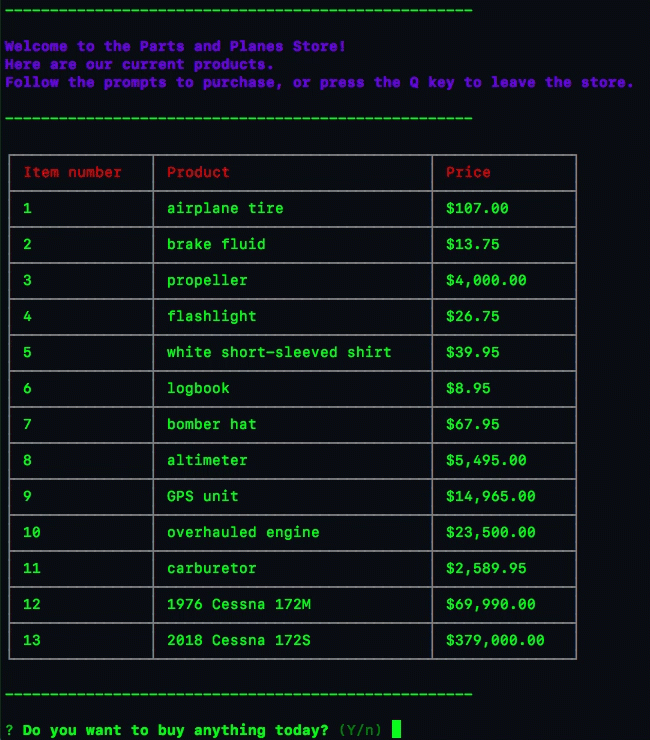 ----------------------------------------------------
Welcome to the Parts and Planes Store!
Here are our current products.
Follow the prompts to purchase, or press the Q key to leave the store.
----------------------------------------------------
Item number Product Price
1 airplane tire $107.00
2 brake fluid $13.75
3 propeller $4,000.00
4 flashlight $26.75
5 white short-sleeved shirt $39.95
6 logbook $8.95
7 bomber hat $67.95
8 altimeter $5,495.00
9 GPS unit $14,965.00
10 overhauled engine $23,500.00
11 carburetor $2,589.95
12 1976 Cessna 172M $69,990.00
13 2018 Cessna 172S $379,000.00
----------------------------------------------------
? Do you want to buy anything today? (Y/n)